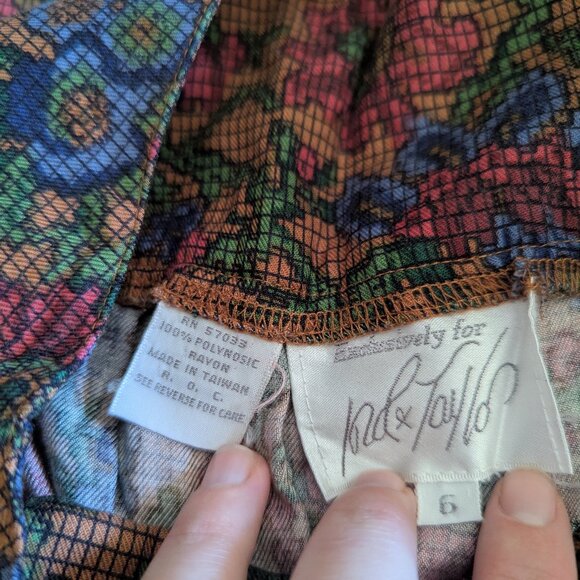 RN 57033
100% POLYNOSIC
RAYON
MADE IN TAIWAN
R. O. C.
SEE REVERSE FOR CARE
Exclusively for
Lord & Taylor
6